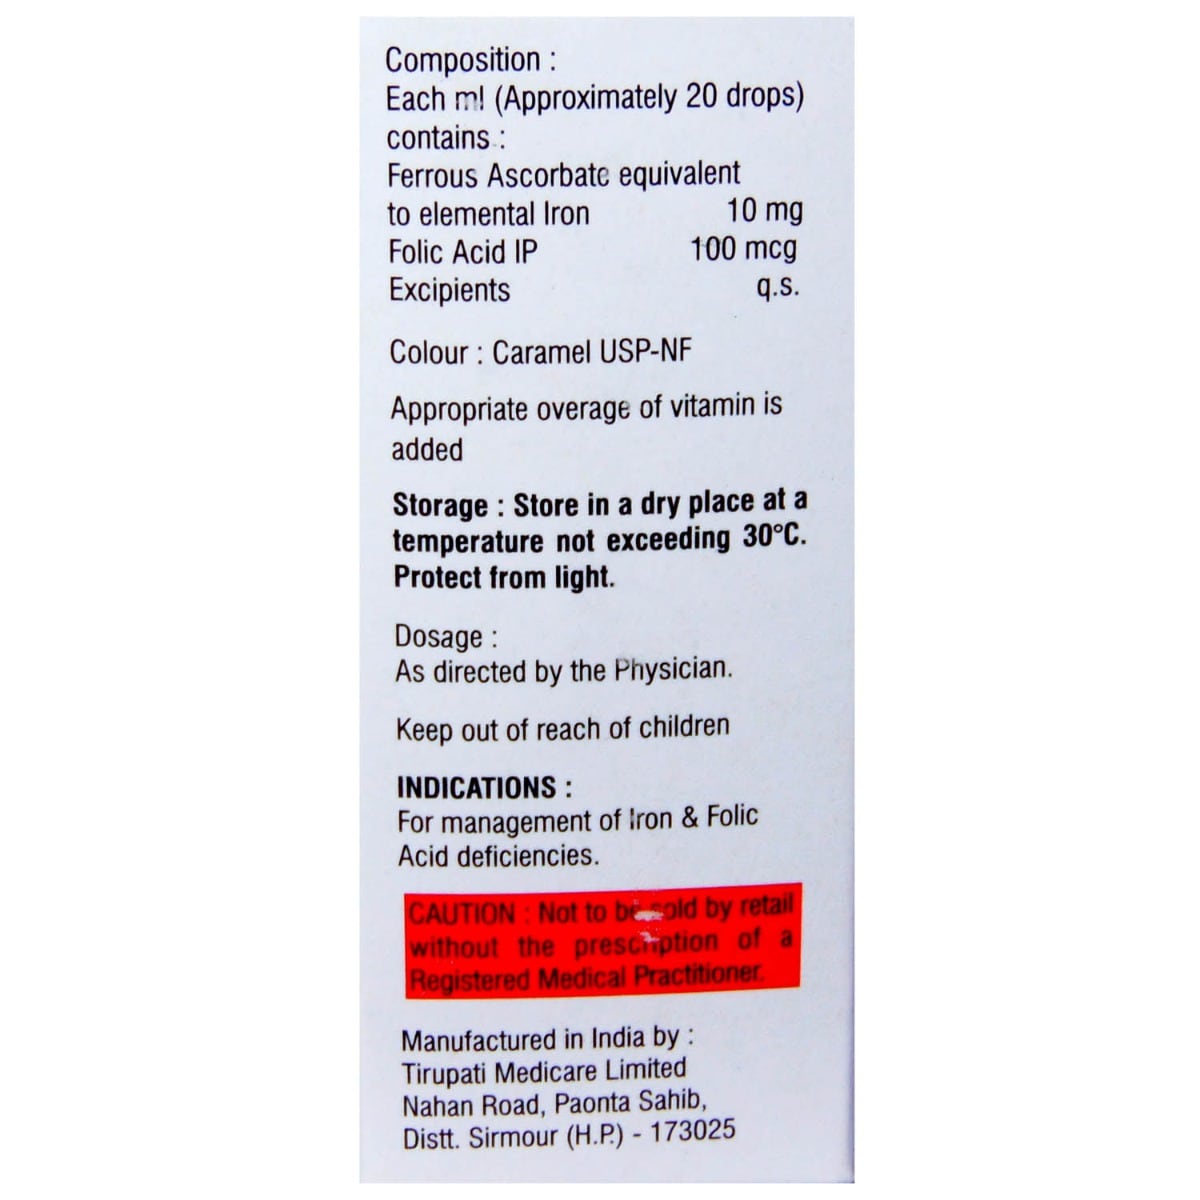 Composition :
Each ml (Approximately 20 drops)
contains :
Ferrous Ascorbate equivalent
to elemental Iron 10 mg
Folic Acid IP 100 mcg
Excipients q.s.
Colour : Caramel USP-NF
Appropriate overage of vitamin is
added
Storage : Store in a dry place at a
temperature not exceeding 30°C.
Protect from light.
Dosage :
As directed by the Physician.
Keep out of reach of children
INDICATIONS :
For management of Iron & Folic
Acid deficiencies.
CAUTION : Not to be sold by retail
without the prescription of a
Registered Medical Practitioner.
Manufactured in India by :
Tirupati Medicare Limited
Nahan Road, Paonta Sahib,
Distt. Sirmour (H.P.) - 173025